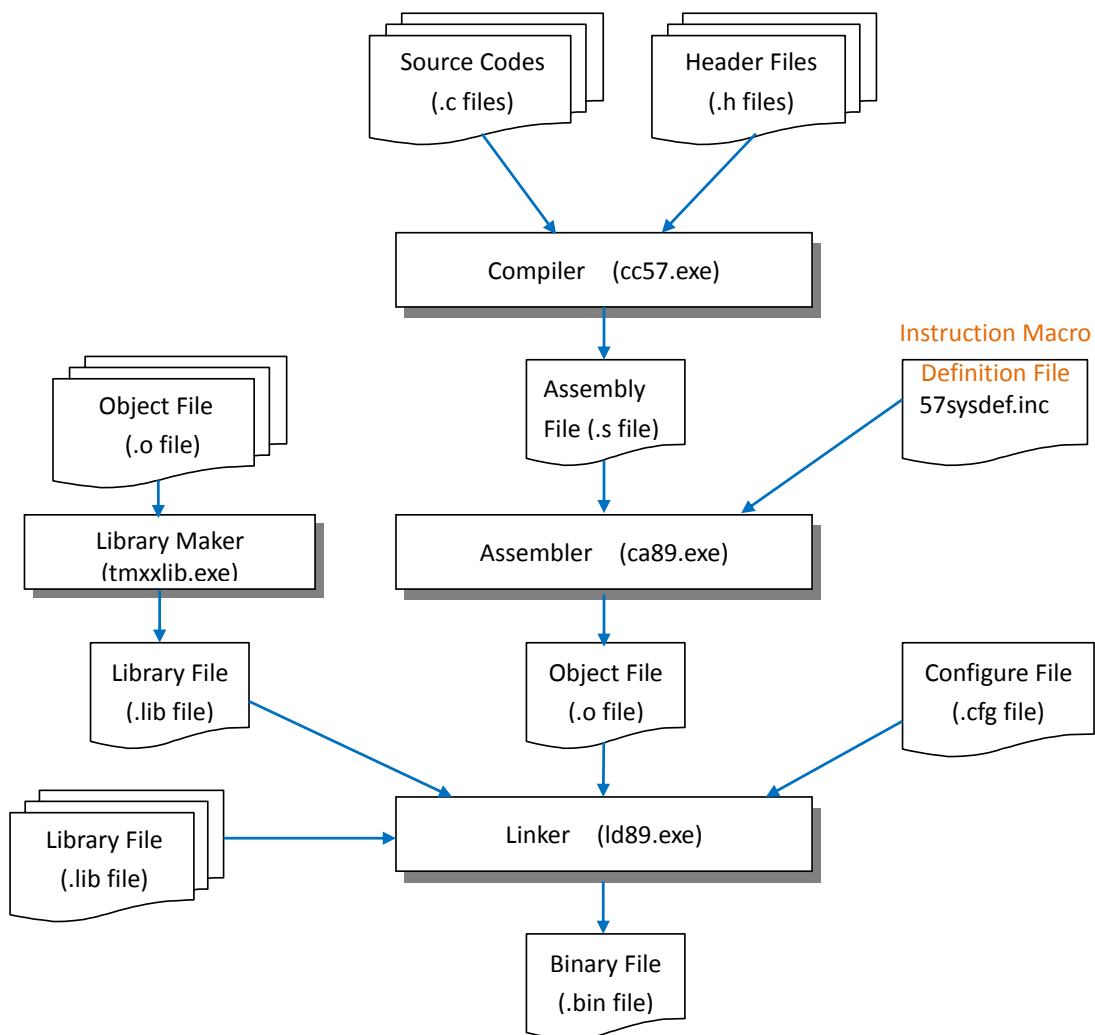 Source Codes
(.c files)
Header Files
(.h files)
Compiler (cc57.exe)
Instruction Macro
Definition File
57sysdef.inc
Assembly
File (.s file)
Object File
(.o file)
Library Maker
(tmxxlib.exe)
Assembler (ca89.exe)
Library File
(.lib file)
Object File
(.o file)
Configure File
(.cfg file)
Linker (ld89.exe)
Library File
(.lib file)
Binary File
(.bin file)